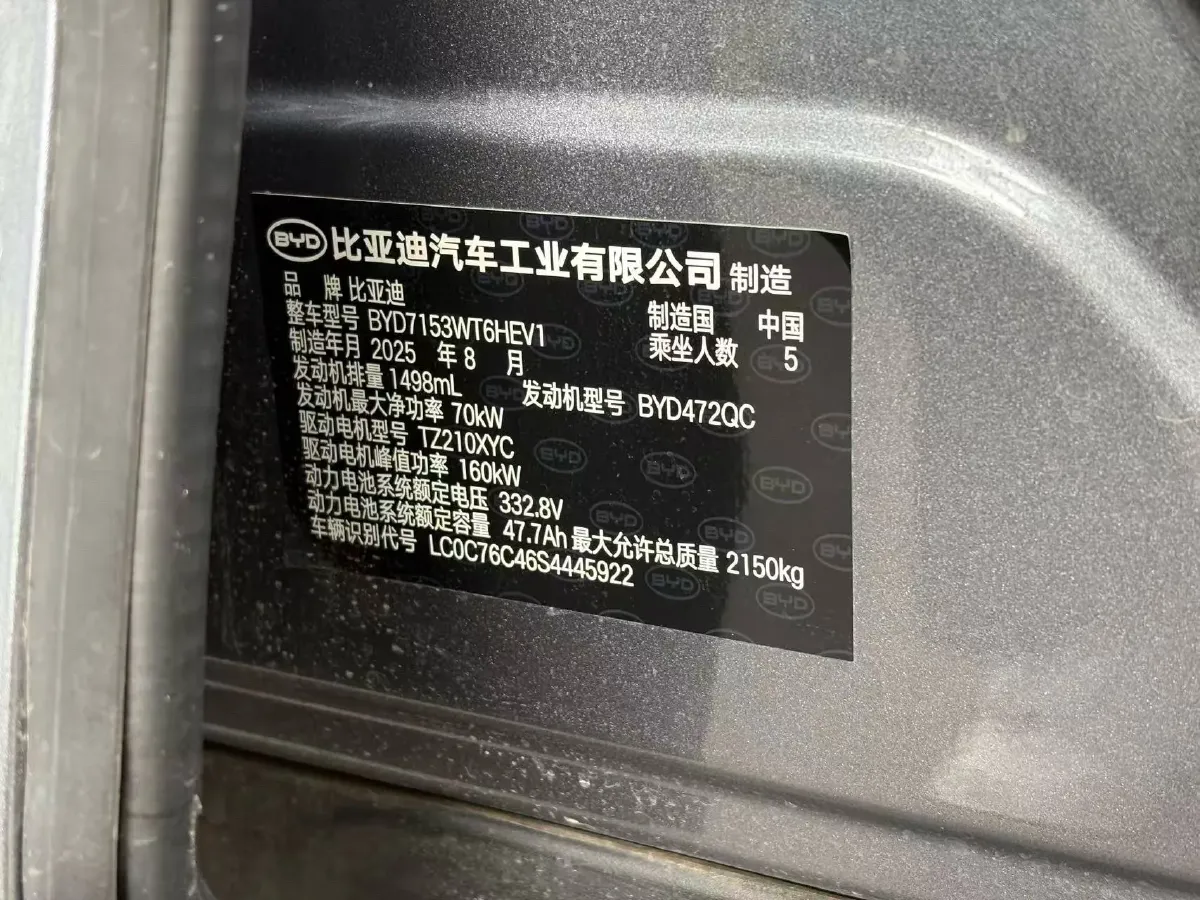 BYD 比亚迪汽车工业有限公司 制造
品 牌 比亚迪 制造国 中国
整车型号 BYD7153WT6HEV1 乘坐人数 5
制造年月 2025 年 8 月
发动机排量 1498mL 发动机型号 BYD472QC
发动机最大净功率 70kW
驱动电机型号 TZ210XYC
驱动电机峰值功率 160kW
动力电池系统额定电压 332.8V
动力电池系统额定容量 47.7Ah 最大允许总质量 2150kg
车辆识别代号 LC0C76C46S4445922